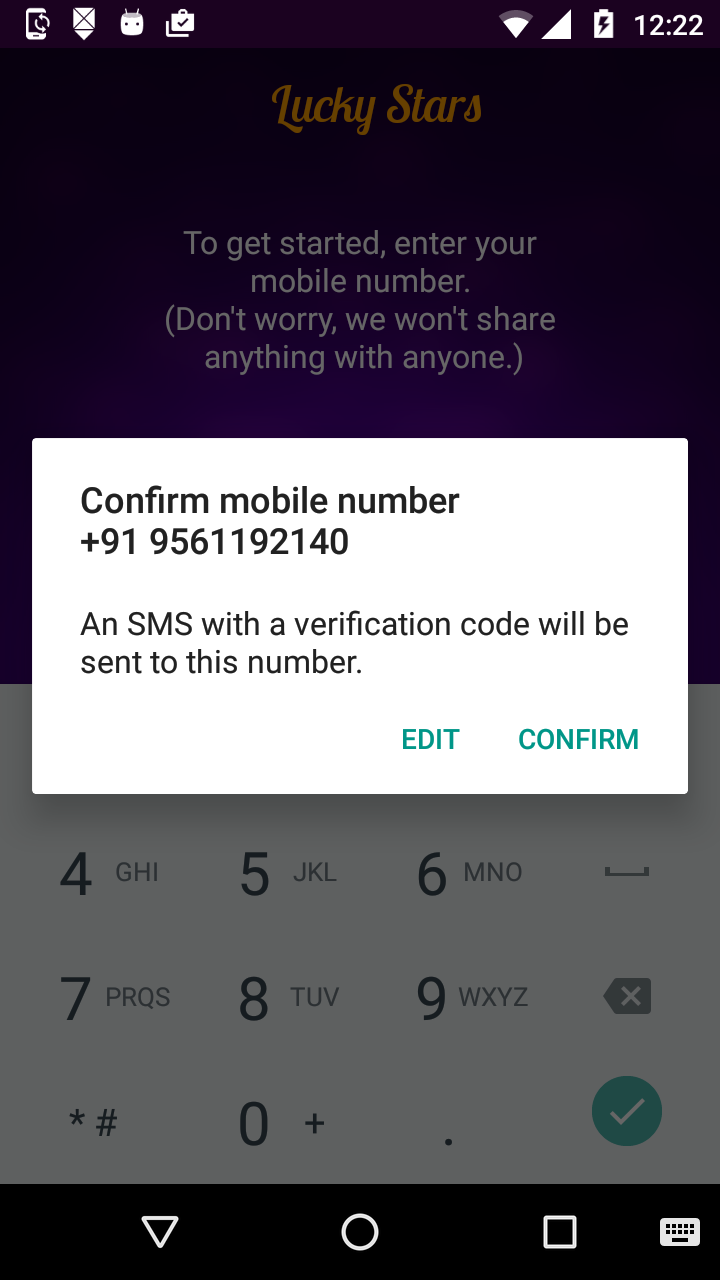 12:22
Lucky Stars
To get started, enter your
mobile number.
(Don't worry, we won't share
anything with anyone.)
Confirm mobile number
+91 9561192140
An SMS with a verification code will be
sent to this number.
EDIT CONFIRM
4 GHI 5 JKL 6 MNO
7 PRQS 8 TUV 9 WXYZ
* # 0 + .